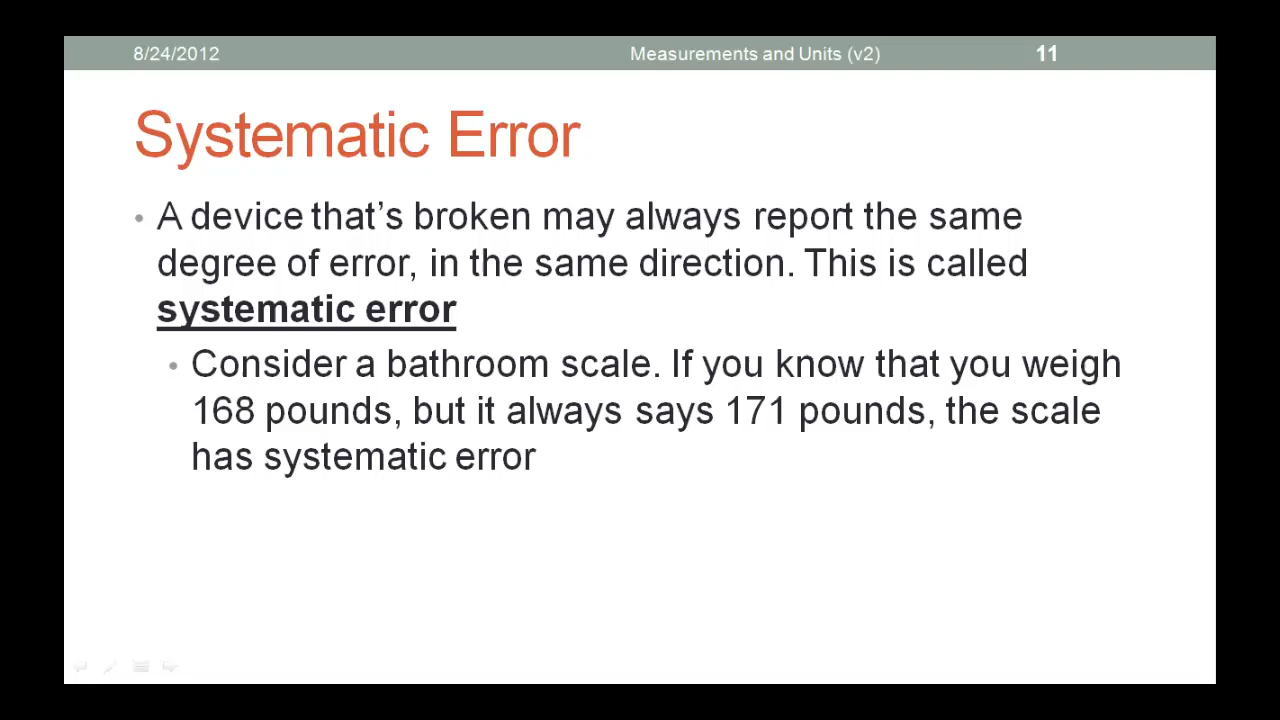 8/24/2012 Measurements and Units (v2) 11
Systematic Error
• A device that’s broken may always report the same
degree of error, in the same direction. This is called
systematic error
• Consider a bathroom scale. If you know that you weigh
168 pounds, but it always says 171 pounds, the scale
has systematic error